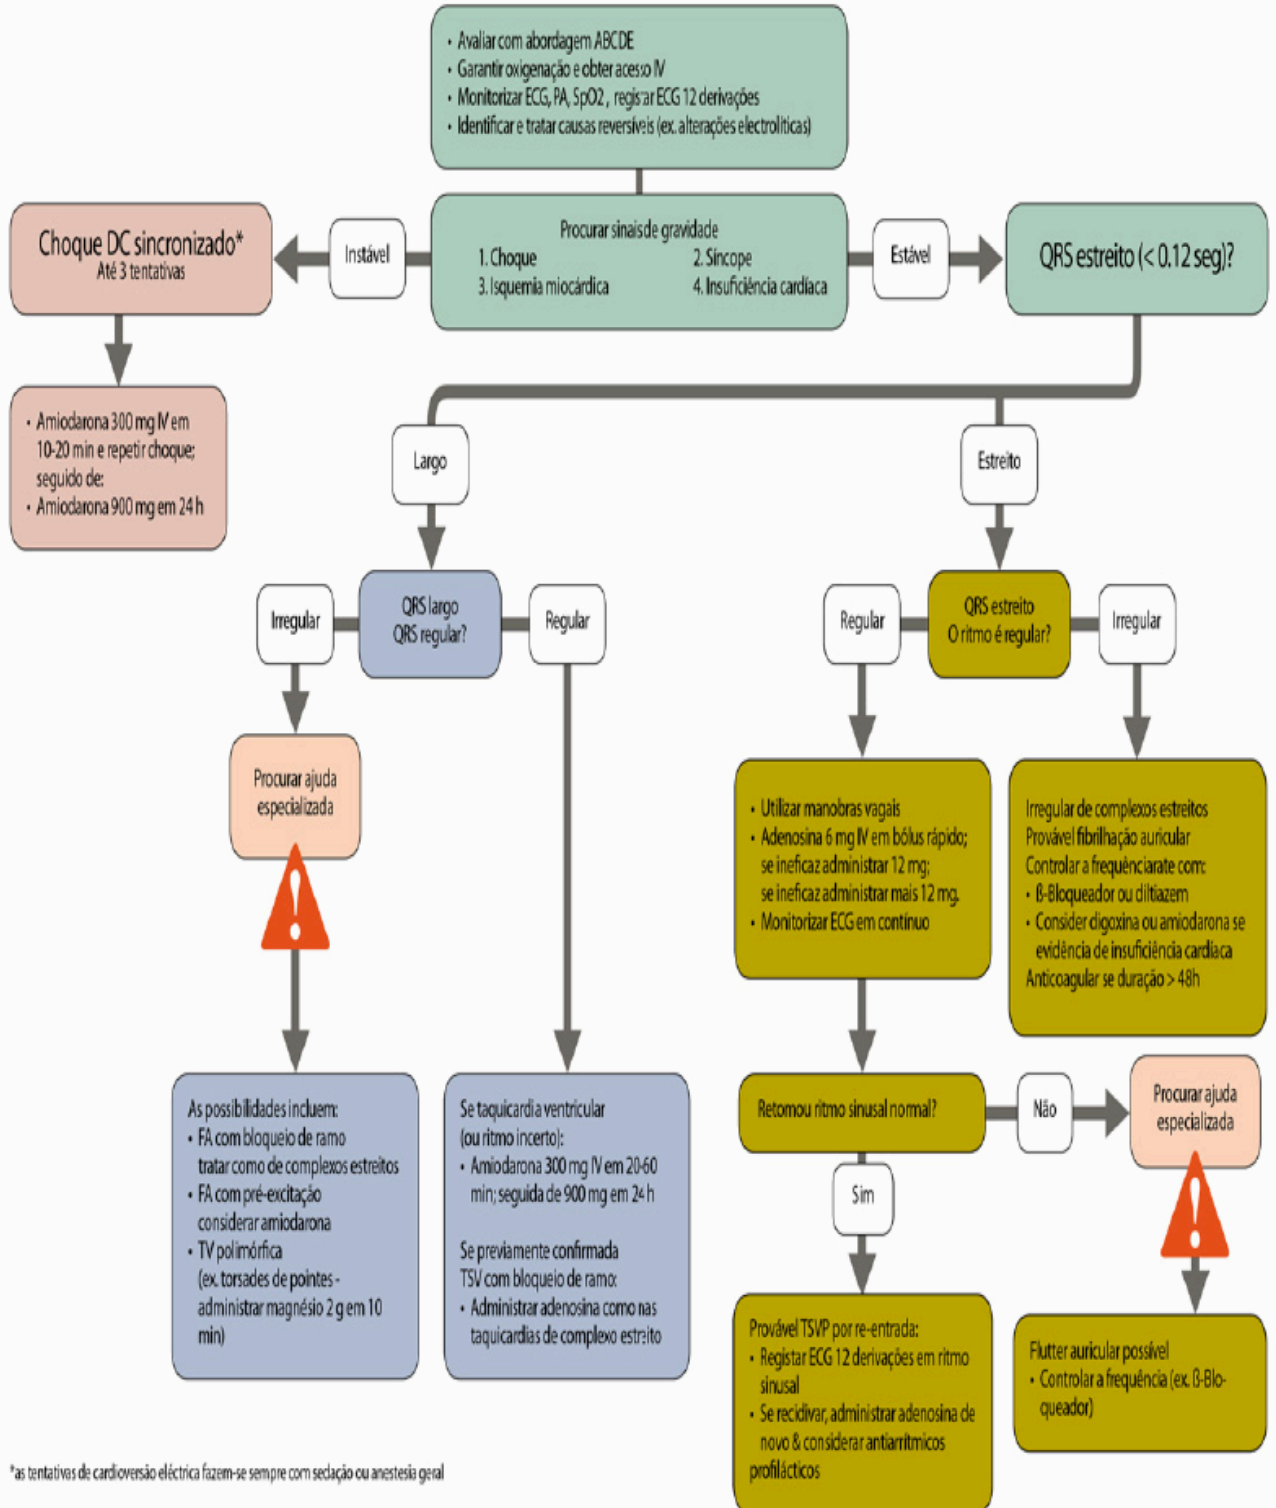 • Avaliar com abordagem ABCDE
• Garantir oxigenação e obter acesso IV
• Monitorizar ECG, PA, SpO2 , registar ECG 12 derivações
• Identificar e tratar causas reversíveis (ex. alterações electrolíticas)
Choque DC sincronizado*
Até 3 tentativas
Instável
Procurar sinais de gravidade
1. Choque 2. Síncope
3. Isquemia miocárdica 4. Insuficiência cardíaca
Estável
QRS estreito (< 0.12 seg)?
• Amiodarona 300 mg IV em
10-20 min e repetir choque;
seguido de:
• Amiodarona 900 mg em 24 h
Largo
Estreito
Irregular
QRS largo
QRS regular?
Regular
Regular
QRS estreito
O ritmo é regular?
Irregular
Procurar ajuda
especializada
!
• Utilizar manobras vagais
• Adenosina 6 mg IV em bólus rápido;
se ineficaz administrar 12 mg;
se ineficaz administrar mais 12 mg.
• Monitorizar ECG em contínuo
Irregular de complexos estreitos
Provável fibrilhação auricular
Controlar a frequênciarate com:
• ß-Bloqueador ou diltiazem
• Consider digoxina ou amiodarona se
evidência de insuficiência cardíaca
Anticoagular se duração > 48h
As possibilidades incluem:
• FA com bloqueio de ramo
tratar como de complexos estreitos
• FA com pré-excitação
considerar amiodarona
• TV polimórfica
(ex. torsades de pointes -
administrar magnésio 2 g em 10
min)
Se taquicardia ventricular
(ou ritmo incerto):
• Amiodarona 300 mg IV em 20-60
min; seguida de 900 mg em 24 h
Se previamente confirmada
TSV com bloqueio de ramo:
• Administrar adenosina como nas
taquicardias de complexo estreito
Retomou ritmo sinusal normal?
Não
Procurar ajuda
especializada
!
Sim
Provável TSVP por re-entrada:
• Registar ECG 12 derivações em ritmo
sinusal
• Se recidivar, administrar adenosina de
novo & considerar antiarrítmicos
profilácticos
Flutter auricular possível
• Controlar a frequência (ex. ß-Blo-
queador)
*as tentativas de cardioversão eléctrica fazem-se sempre com sedação ou anestesia geral